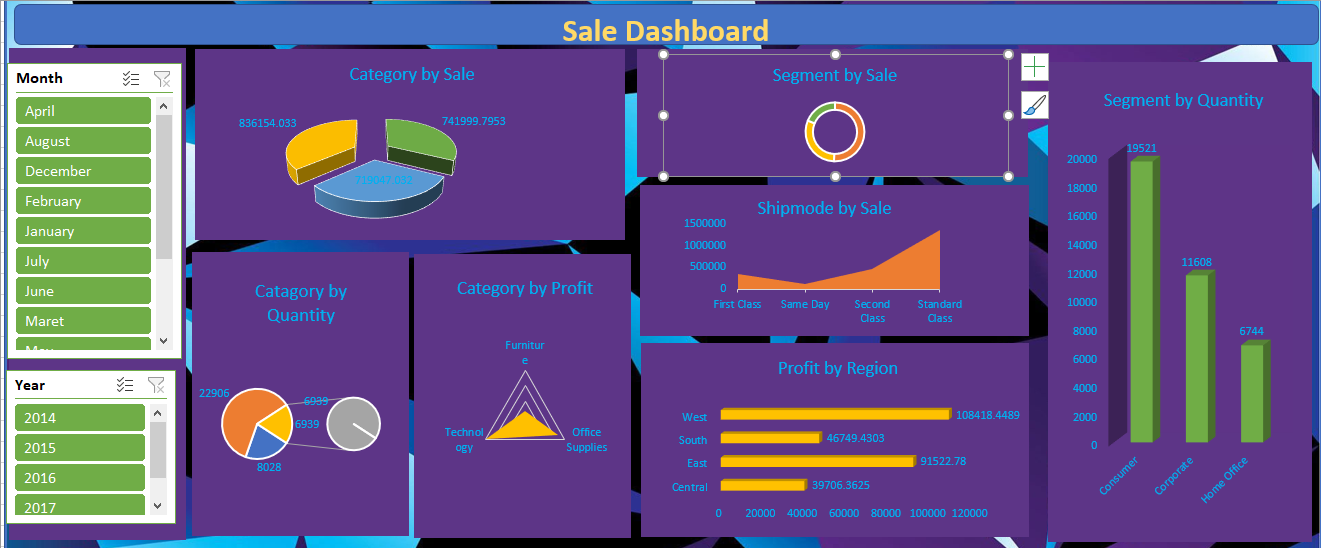 Sale Dashboard
Month
April
August
December
February
January
July
June
Maret
May
Year
2014
2015
2016
2017
Category by Sale
836154.033
741999.7953
719047.032
Catagory by
Quantity
22906
6939
6939
8028
Category by Profit
Furnitur
e
Technol
ogy
Office
Supplies
Segment by Sale
Shipmode by Sale
1500000
1000000
500000
0
First Class
Same Day
Second
Class
Standard
Class
Profit by Region
West
108418.4489
South
46749.4303
East
91522.78
Central
39706.3625
0 20000 40000 60000 80000 100000 120000
Segment by Quantity
20000
18000
16000
14000
12000
10000
8000
6000
4000
2000
0
19521
11608
6744
Consumer
Corporate
Home Office